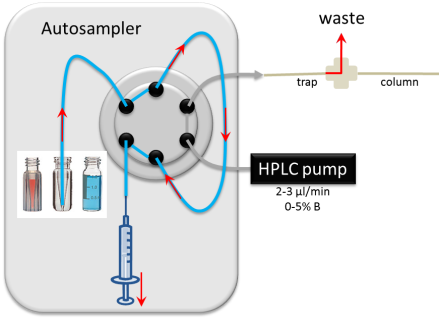 waste
Autosampler
trap
column
HPLC pump
2-3 µl/min
0-5% B